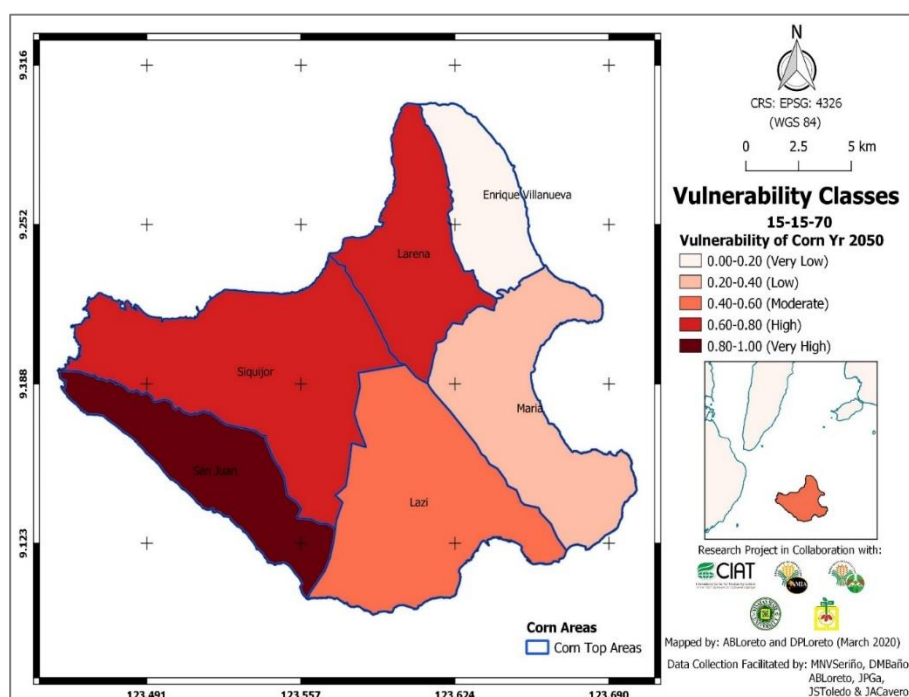 9.316
9.252
9.188
9.123
123.491
123.557
123.624
123.690
Enrique Villanueva
Larena
Siquijor
Maria
San Juan
Lazi
Corn Areas
Corn Top Areas
N
CRS: EPSG: 4326
(WGS 84)
0 2.5 5 km
Vulnerability Classes
15-15-70
Vulnerability of Corn Yr 2050
0.00-0.20 (Very Low)
0.20-0.40 (Low)
0.40-0.60 (Moderate)
0.60-0.80 (High)
0.80-1.00 (Very High)
Research Project in Collaboration with:
CIAT
AMIA
Mapped by: ABLoreto and DPLoreto (March 2020)
Data Collection Facilitated by: MNVSeriño, DMBaño
ABLoreto, JPGa,
JSToledo & JACavero